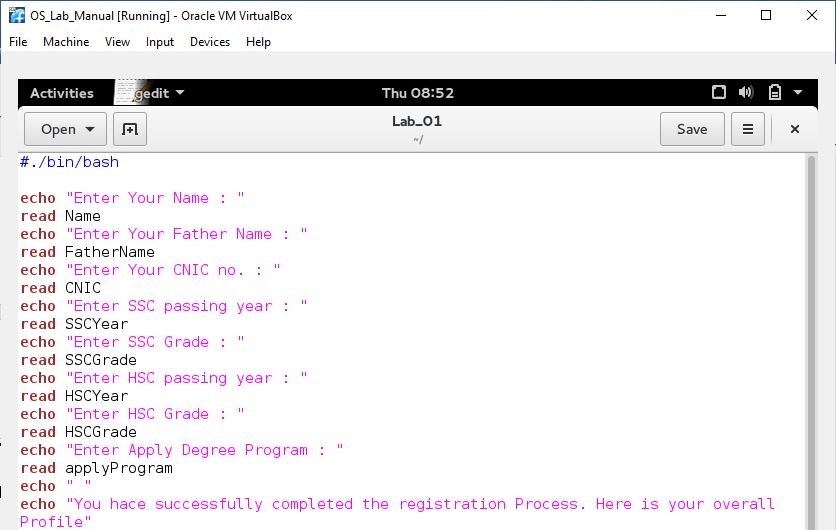 OS_Lab_Manual [Running] - Oracle VM VirtualBox
File Machine View Input Devices Help
Activities gedit Thu 08:52
Open Lab_01 Save
~/
#./bin/bash
echo "Enter Your Name : "
read Name
echo "Enter Your Father Name : "
read FatherName
echo "Enter Your CNIC no. : "
read CNIC
echo "Enter SSC passing year : "
read SSCYear
echo "Enter SSC Grade : "
read SSCGrade
echo "Enter HSC passing year : "
read HSCYear
echo "Enter HSC Grade : "
read HSCGrade
echo "Enter Apply Degree Program : "
read applyProgram
echo " "
echo "You hace successfully completed the registration Process. Here is your overall
Profile"